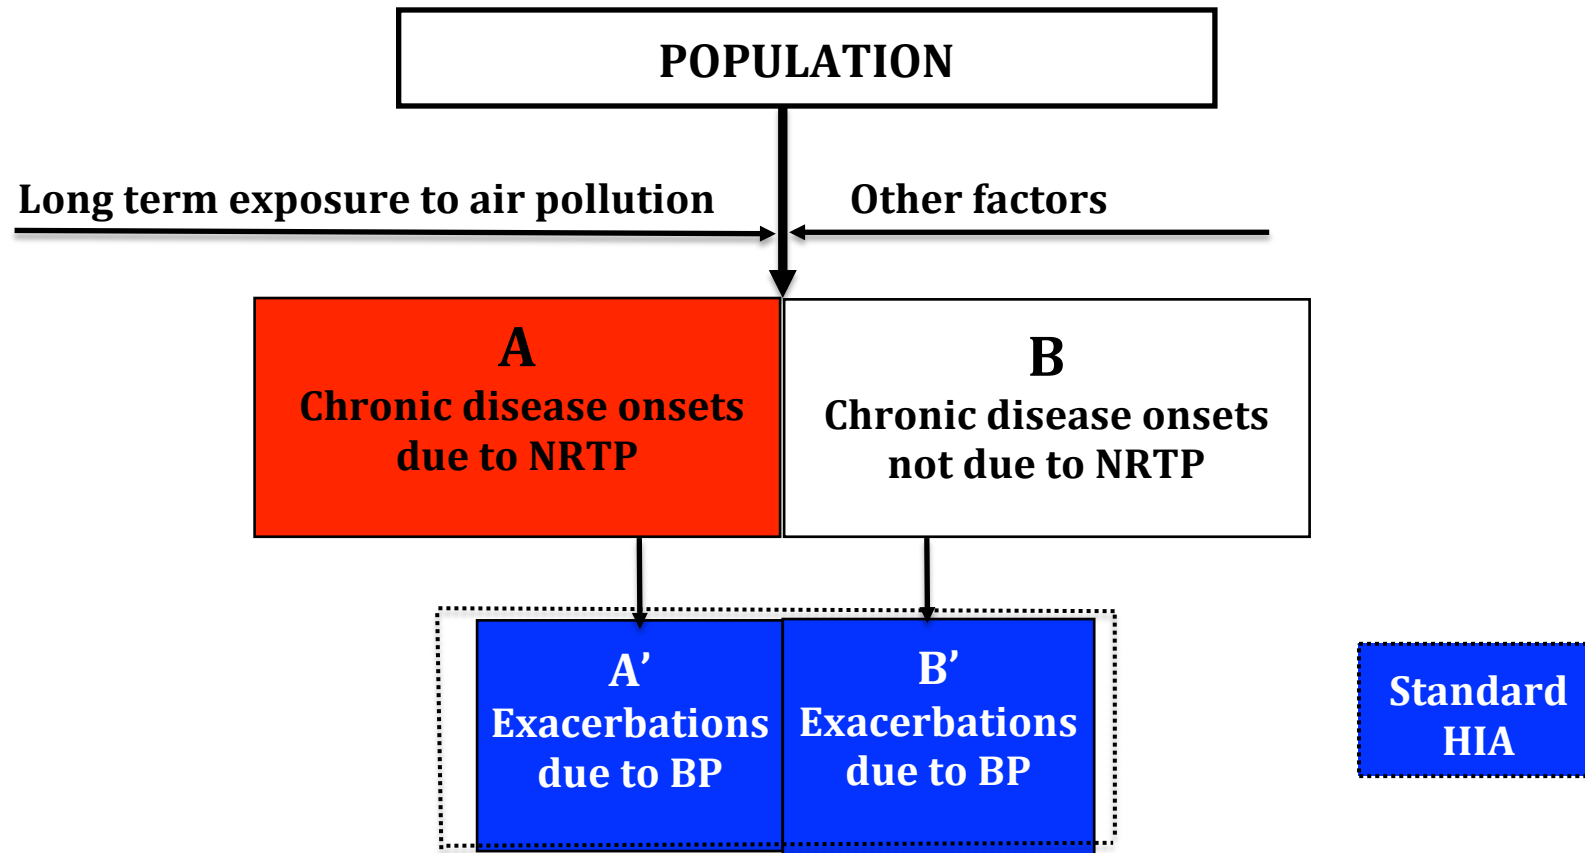 POPULATION
Long term exposure to air pollution
Other factors
A
Chronic disease onsets
due to NRTP
B
Chronic disease onsets
not due to NRTP
A’
Exacerbations
due to BP
B’
Exacerbations
due to BP
Standard
HIA